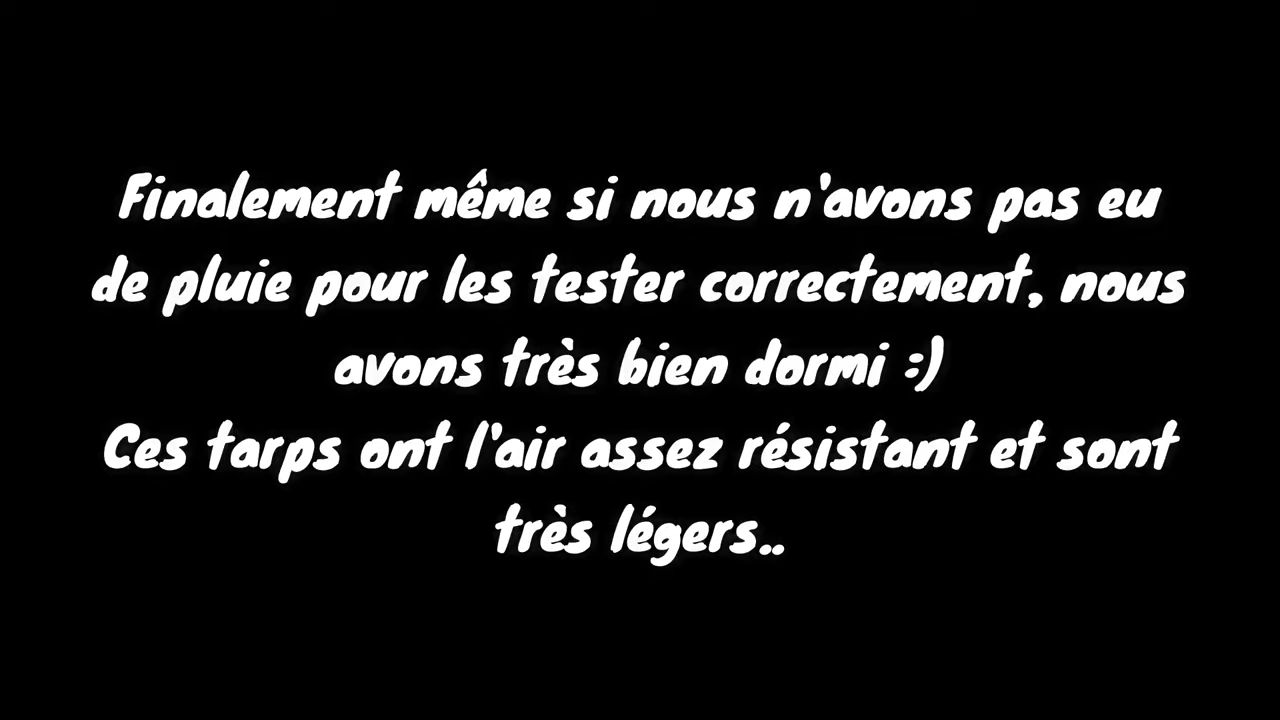 Finalement même si nous n'avons pas eu
de pluie pour les tester correctement, nous
avons très bien dormi :)
Ces tarps ont l'air assez résistant et sont
très légers..